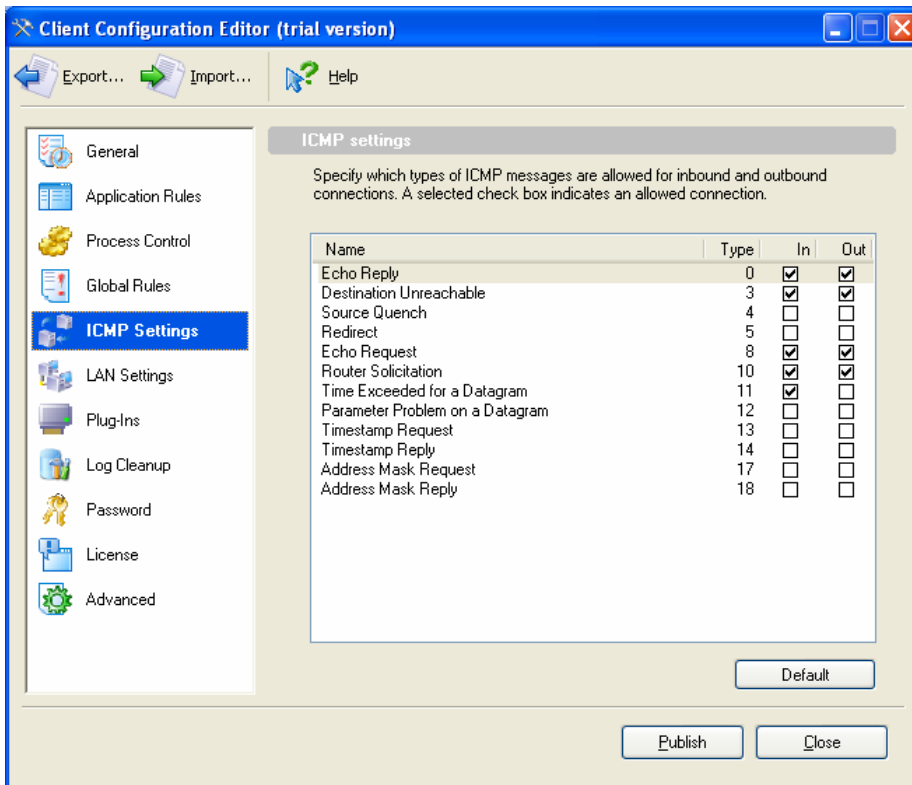 Client Configuration Editor (trial version)
Export... Import... Help
General
Application Rules
Process Control
Global Rules
ICMP Settings
LAN Settings
Plug-Ins
Log Cleanup
Password
License
Advanced
ICMP settings
Specify which types of ICMP messages are allowed for inbound and outbound
connections. A selected check box indicates an allowed connection.
Name Type In Out
Echo Reply 0
Destination Unreachable 3
Source Quench 4
Redirect 5
Echo Request 8
Router Solicitation 10
Time Exceeded for a Datagram 11
Parameter Problem on a Datagram 12
Timestamp Request 13
Timestamp Reply 14
Address Mask Request 17
Address Mask Reply 18
Default
Publish Close